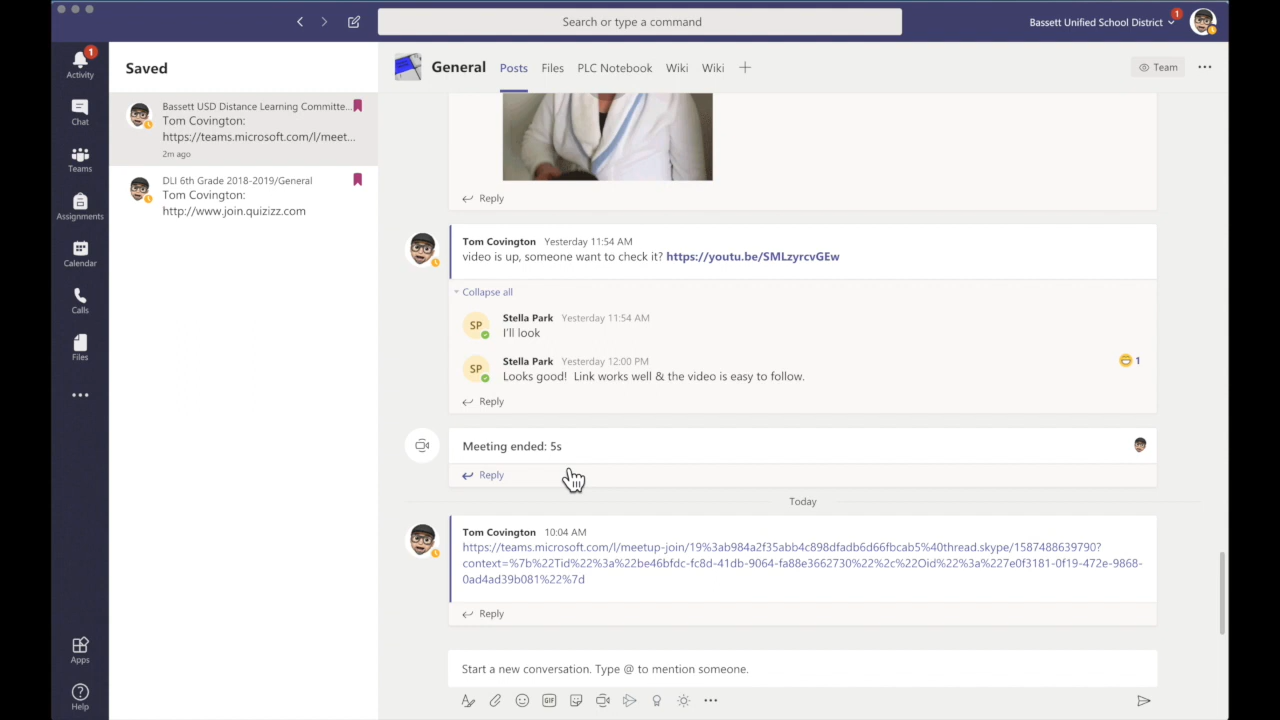 Search or type a command
Bassett Unified School District
1
1
Activity
Chat
Teams
Assignments
Calendar
Calls
Files
Apps
Help
Saved
Bassett USD Distance Learning Committe...
Tom Covington:
https://teams.microsoft.com/l/meet...
2m ago
DLI 6th Grade 2018-2019/General
Tom Covington:
http://www.join.quizizz.com
General Posts Files PLC Notebook Wiki Wiki
Team
Reply
Tom Covington Yesterday 11:54 AM
video is up, someone want to check it? https://youtu.be/SMLzyrcvGEw
Collapse all
SP
Stella Park Yesterday 11:54 AM
I'll look
SP
Stella Park Yesterday 12:00 PM
1
Looks good! Link works well & the video is easy to follow.
Reply
Meeting ended: 5s
Reply
Today
Tom Covington 10:04 AM
https://teams.microsoft.com/l/meetup-join/19%3ab984a2f35abb4c898dfadb6d66fbcab5%40thread.skype/1587488639790?
context=%7b%22Tid%22%3a%22be46bfdc-fc8d-41db-9064-fa88e3662730%22%2c%22Oid%22%3a%227e0f3181-0f19-472e-9868-
0ad4ad39b081%22%7d
Reply
Start a new conversation. Type @ to mention someone.
GIF